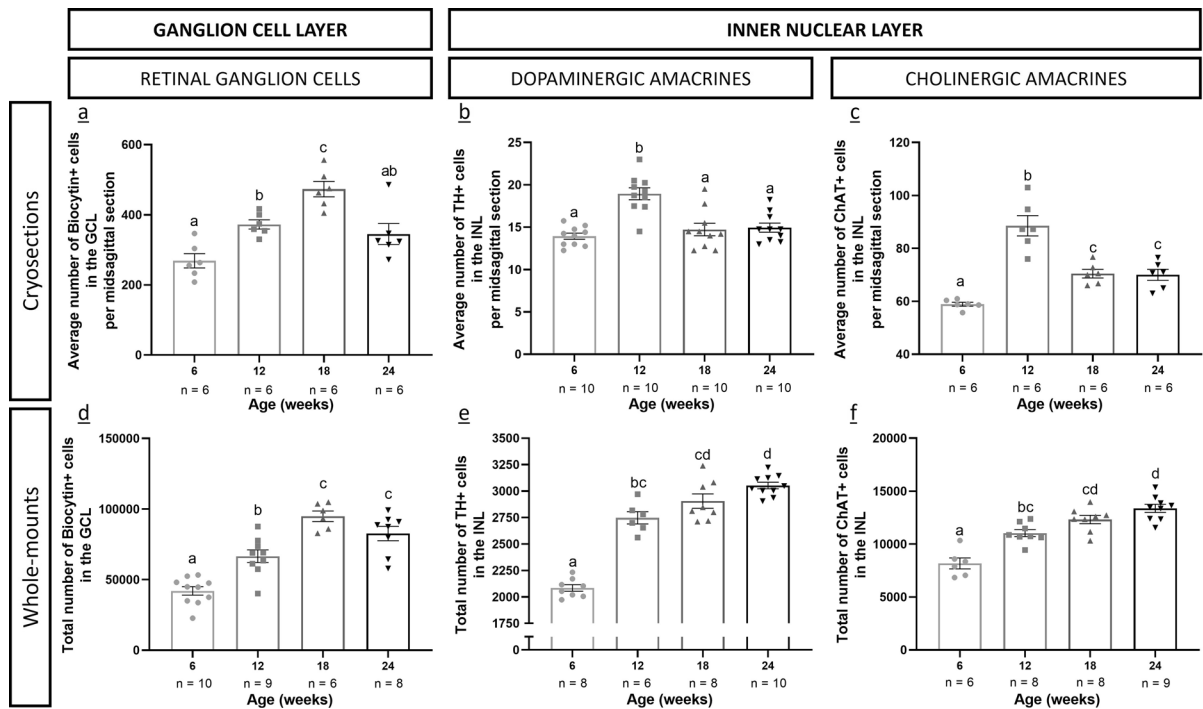 GANGLION CELL LAYER
INNER NUCLEAR LAYER
RETINAL GANGLION CELLS
DOPAMINERGIC AMACRINES
CHOLINERGIC AMACRINES
Cryosections
a
Average number of Biocytin+ cells
in the GCL
per midsagittal section
600
400
200
0
a
b
c
ab
6
12
18
24
n = 6
n = 6
n = 6
n = 6
Age (weeks)
b
Average number of TH+ cells
in the INL
per midsagittal section
25
20
15
10
5
0
a
b
a
a
6
12
18
24
n = 10
n = 10
n = 10
n = 10
Age (weeks)
c
Average number of ChAT+ cells
in the INL
per midsagittal section
120
100
80
60
40
a
b
c
c
6
12
18
24
n = 6
n = 6
n = 6
n = 6
Age (weeks)
Whole-mounts
d
Total number of Biocytin+ cells
in the GCL
150000
100000
50000
0
a
b
c
c
6
12
18
24
n = 10
n = 9
n = 6
n = 8
Age (weeks)
e
Total number of TH+ cells
in the INL
3500
3250
3000
2750
2500
2250
2000
1750
0
a
bc
cd
d
6
12
18
24
n = 8
n = 6
n = 8
n = 10
Age (weeks)
f
Total number of ChAT+ cells
in the INL
20000
15000
10000
5000
0
a
bc
cd
d
6
12
18
24
n = 6
n = 8
n = 8
n = 9
Age (weeks)